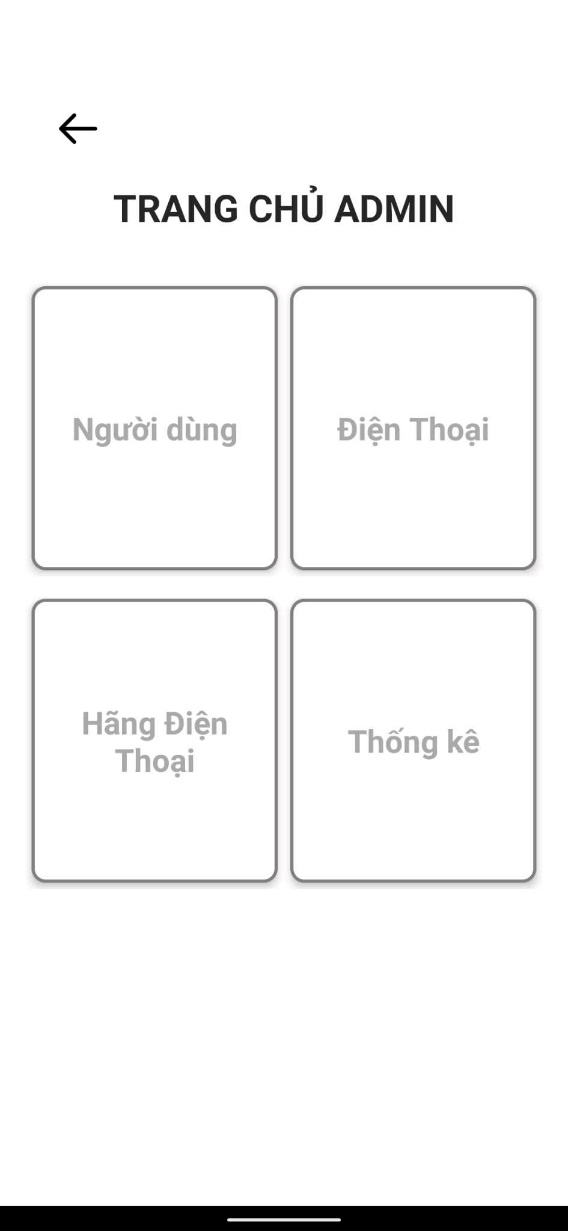 TRANG CHỦ ADMIN
Người dùng
Điện Thoại
Hãng Điện
Thoại
Thống kê